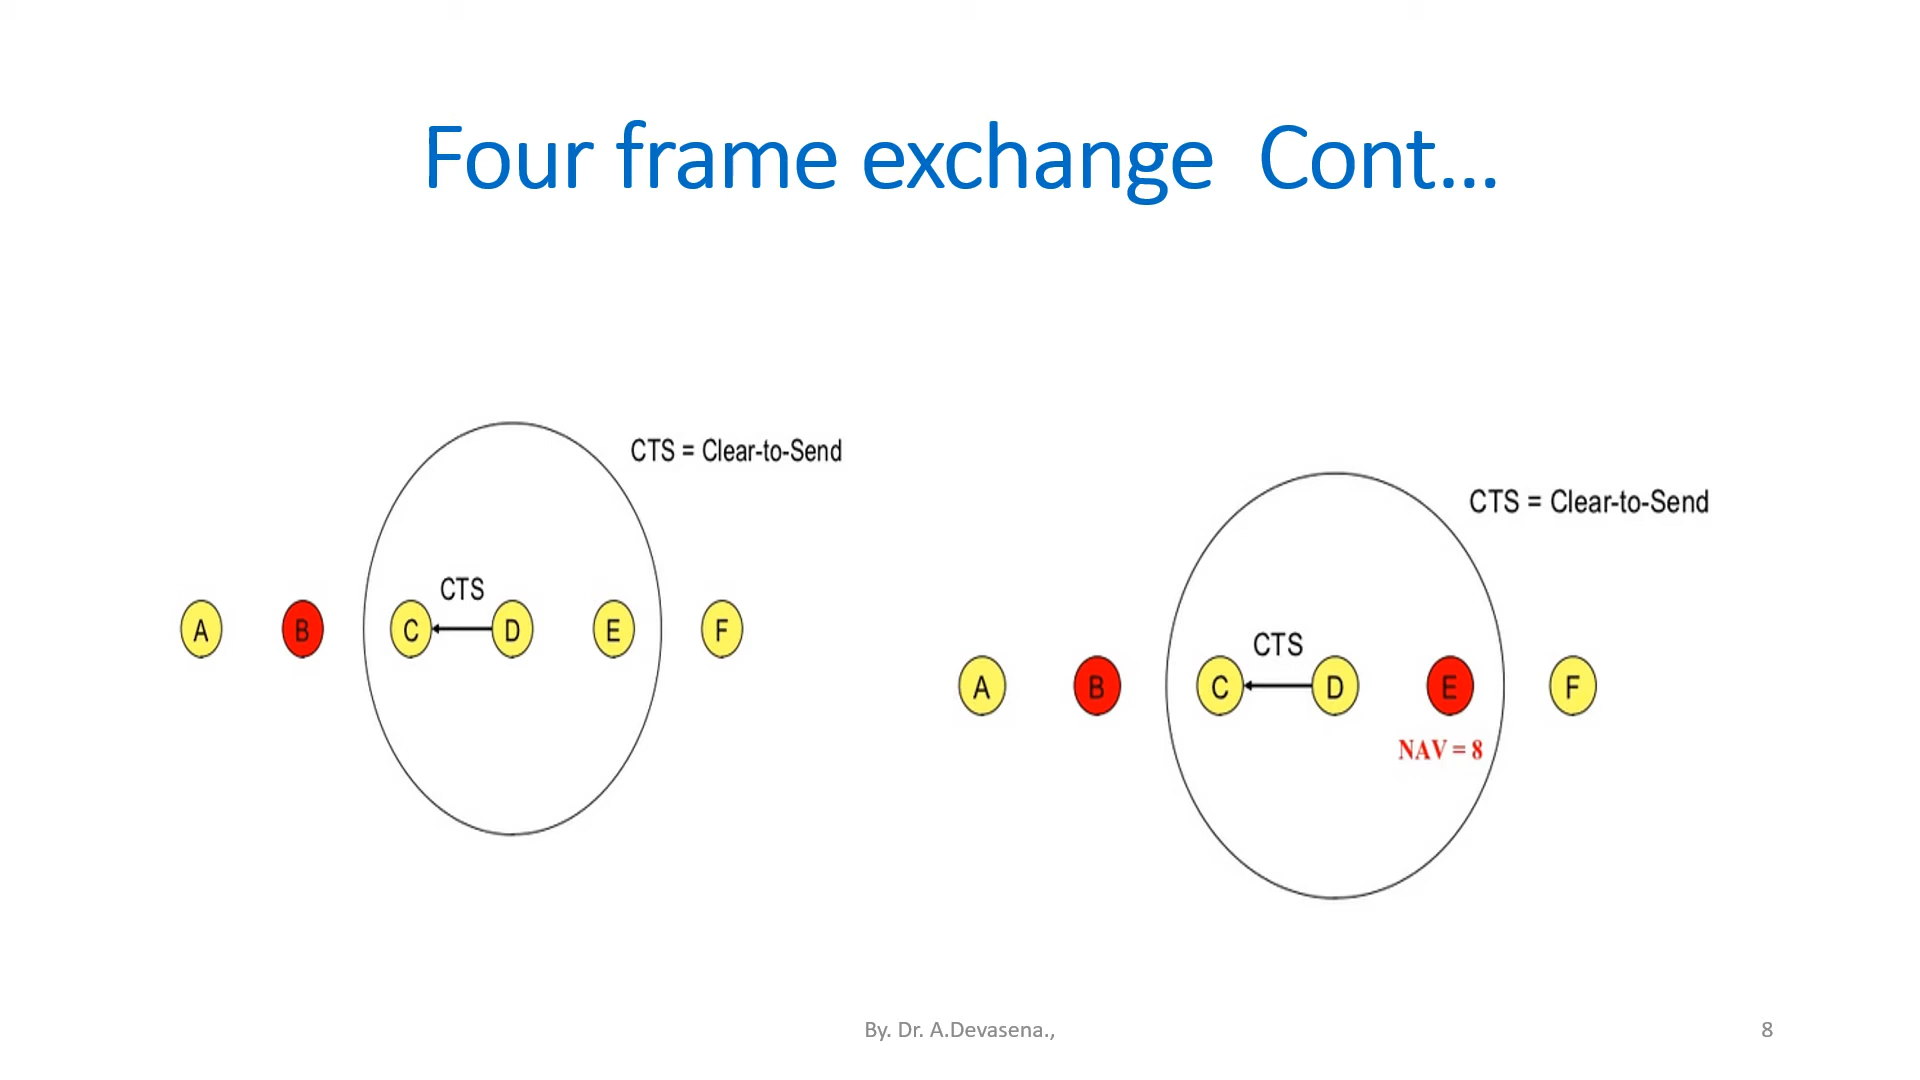 Four frame exchange Cont...
CTS = Clear-to-Send
CTS
A B C D E F
CTS = Clear-to-Send
CTS
A B C D E F
NAV = 8
By. Dr. A.Devasena.,
8